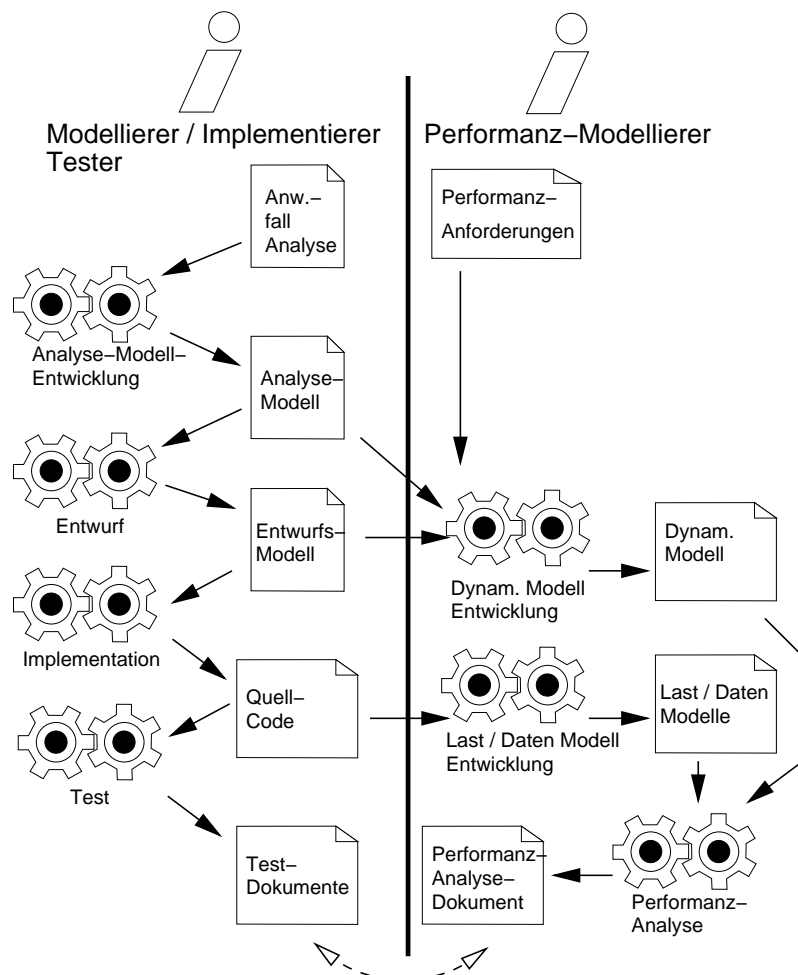 Modellierer / Implementierer
Tester
Performanz–Modellierer
Anw.–
fall
Analyse
Performanz–
Anforderungen
Analyse–Modell–
Entwicklung
Analyse–
Modell
Entwurf
Entwurfs–
Modell
Dynam. Modell
Entwicklung
Dynam.
Modell
Implementation
Quell–
Code
Last / Daten Modell
Entwicklung
Last / Daten
Modelle
Test
Test–
Dokumente
Performanz–
Analyse–
Dokument
Performanz–
Analyse